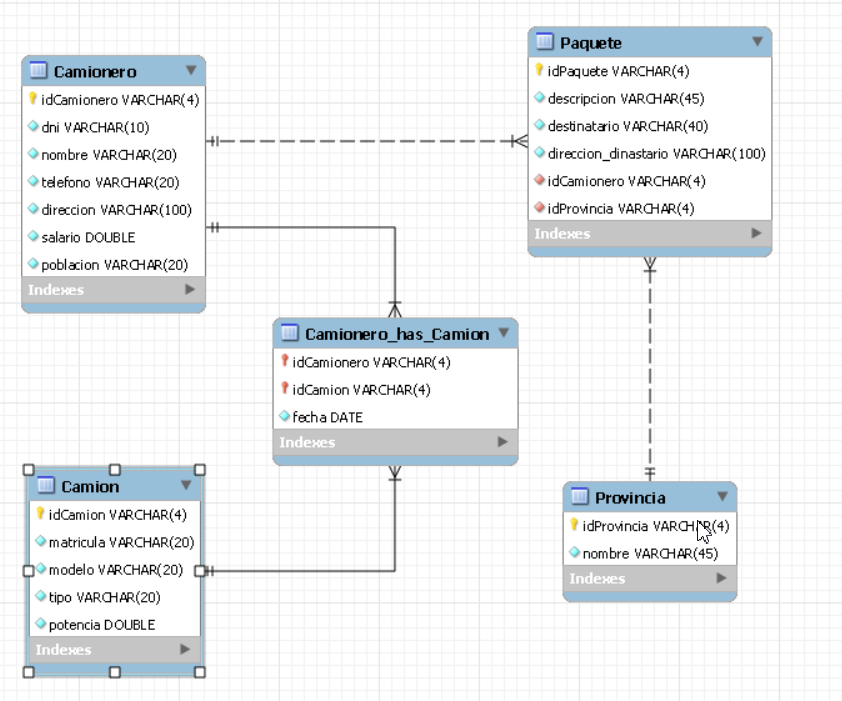 Camionero
idCamionero VARCHAR(4)
dni VARCHAR(10)
nombre VARCHAR(20)
telefono VARCHAR(20)
direccion VARCHAR(100)
salario DOUBLE
poblacion VARCHAR(20)
Indexes
Paquete
idPaquete VARCHAR(4)
descripcion VARCHAR(45)
destinatario VARCHAR(40)
direccion_dinastario VARCHAR(100)
idCamionero VARCHAR(4)
idProvincia VARCHAR(4)
Indexes
Camionero_has_Camion
idCamionero VARCHAR(4)
idCamion VARCHAR(4)
fecha DATE
Indexes
Camion
idCamion VARCHAR(4)
matricula VARCHAR(20)
modelo VARCHAR(20)
tipo VARCHAR(20)
potencia DOUBLE
Indexes
Provincia
idProvincia VARCHAR(4)
nombre VARCHAR(45)
Indexes